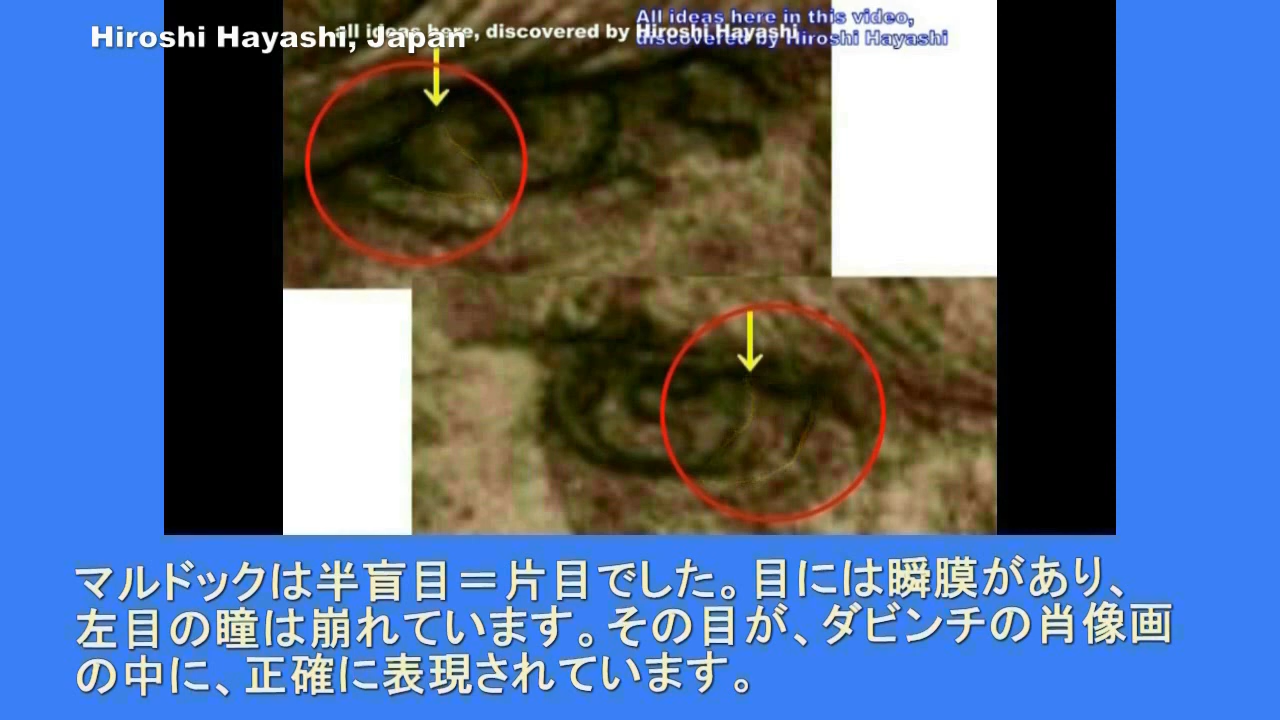 All ideas here in this video,
Hiroshi Hayashi, Japan
all ideas here, discovered by Hiroshi Hayashi
discovered by Hiroshi Hayashi
マルドックは半盲目＝片目でした。目には瞬膜があり、
左目の瞳は崩れています。その目が、ダビンチの肖像画
の中に、正確に表現されています。